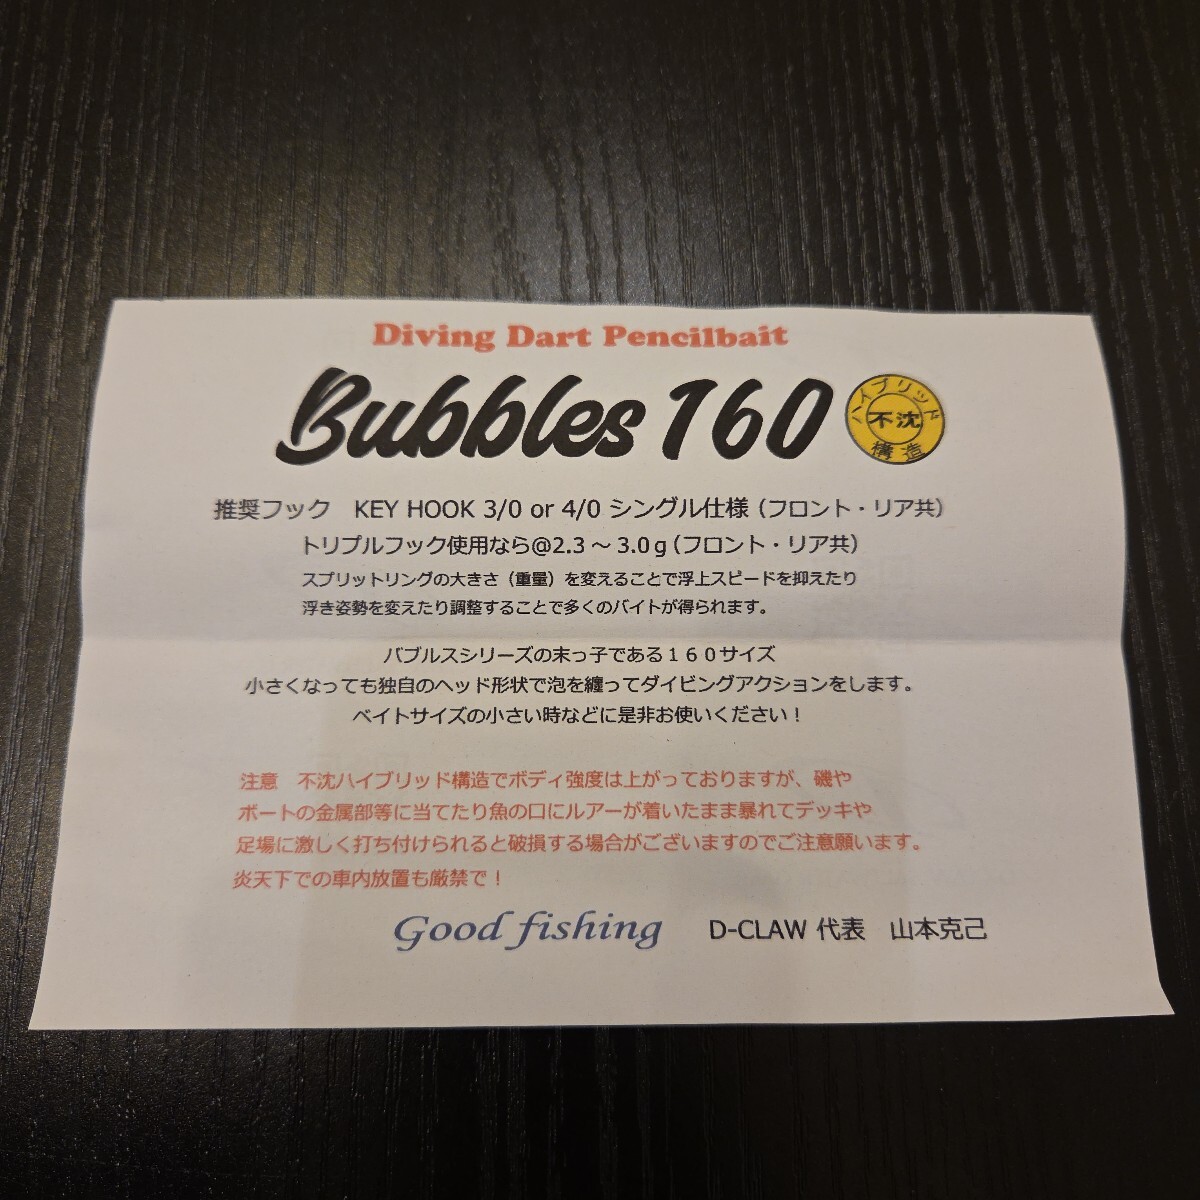 Diving Dart Pencilbait
Bubbles 160
ハイブリッド
不沈
構造
推奨フック　KEY HOOK 3/0 or 4/0 シングル仕様（フロント・リア共）
トリプルフック使用なら@2.3～3.0g（フロント・リア共）
スプリットリングの大きさ（重量）を変えることで浮上スピードを抑えたり
浮き姿勢を変えたり調整することで多くのバイトが得られます。
バブルスシリーズの末っ子である１６０サイズ
小さくなっても独自のヘッド形状で泡を纏ってダイビングアクションをします。
ベイトサイズの小さい時などに是非お使いください！
注意　不沈ハイブリッド構造でボディ強度は上がっておりますが、磯や
ボートの金属部等に当てたり魚の口にルアーが着いたまま暴れてデッキや
足場に激しく打ち付けられると破損する場合がございますのでご注意願います。
炎天下での車内放置も厳禁で！
Good fishing　D-CLAW 代表　山本克己